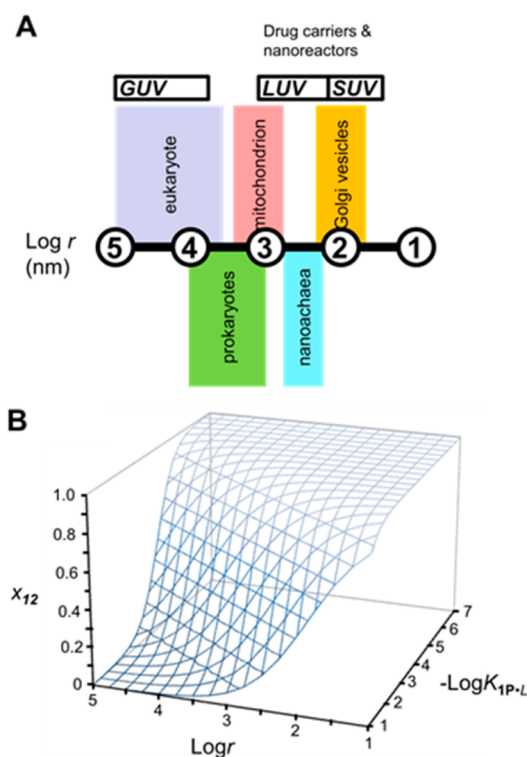 A
Drug carriers &
nanoreactors
GUV
LUV
SUV
eukaryote
mitochondrion
Golgi vesicles
Log r
(nm)
5
4
3
2
1
prokaryotes
nanoachaea
B
1.0
0.8
0.6
0.4
0.2
0
x12
5
4
3
2
1
Logr
1
2
3
4
5
6
7
-LogK1P•L